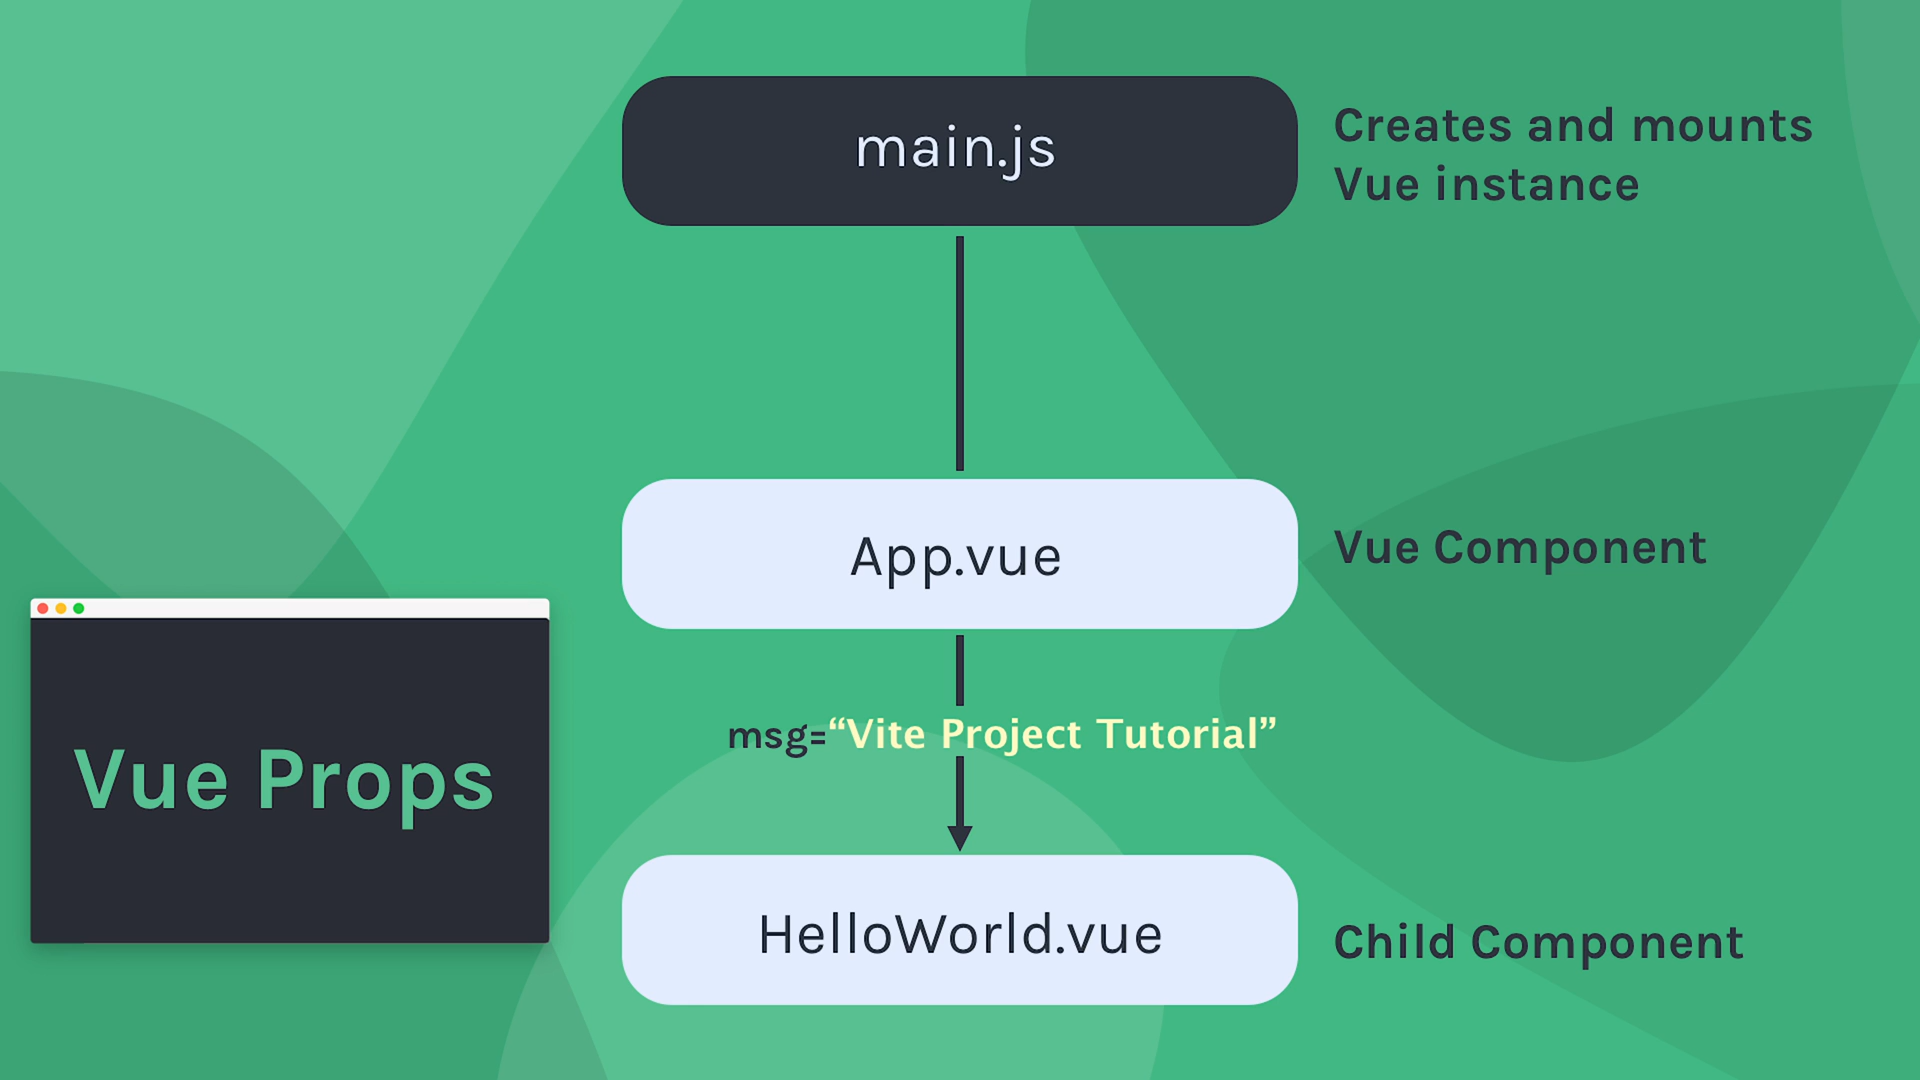 main.js
Creates and mounts
Vue instance
App.vue
Vue Component
msg=“Vite Project Tutorial”
Vue Props
HelloWorld.vue
Child Component